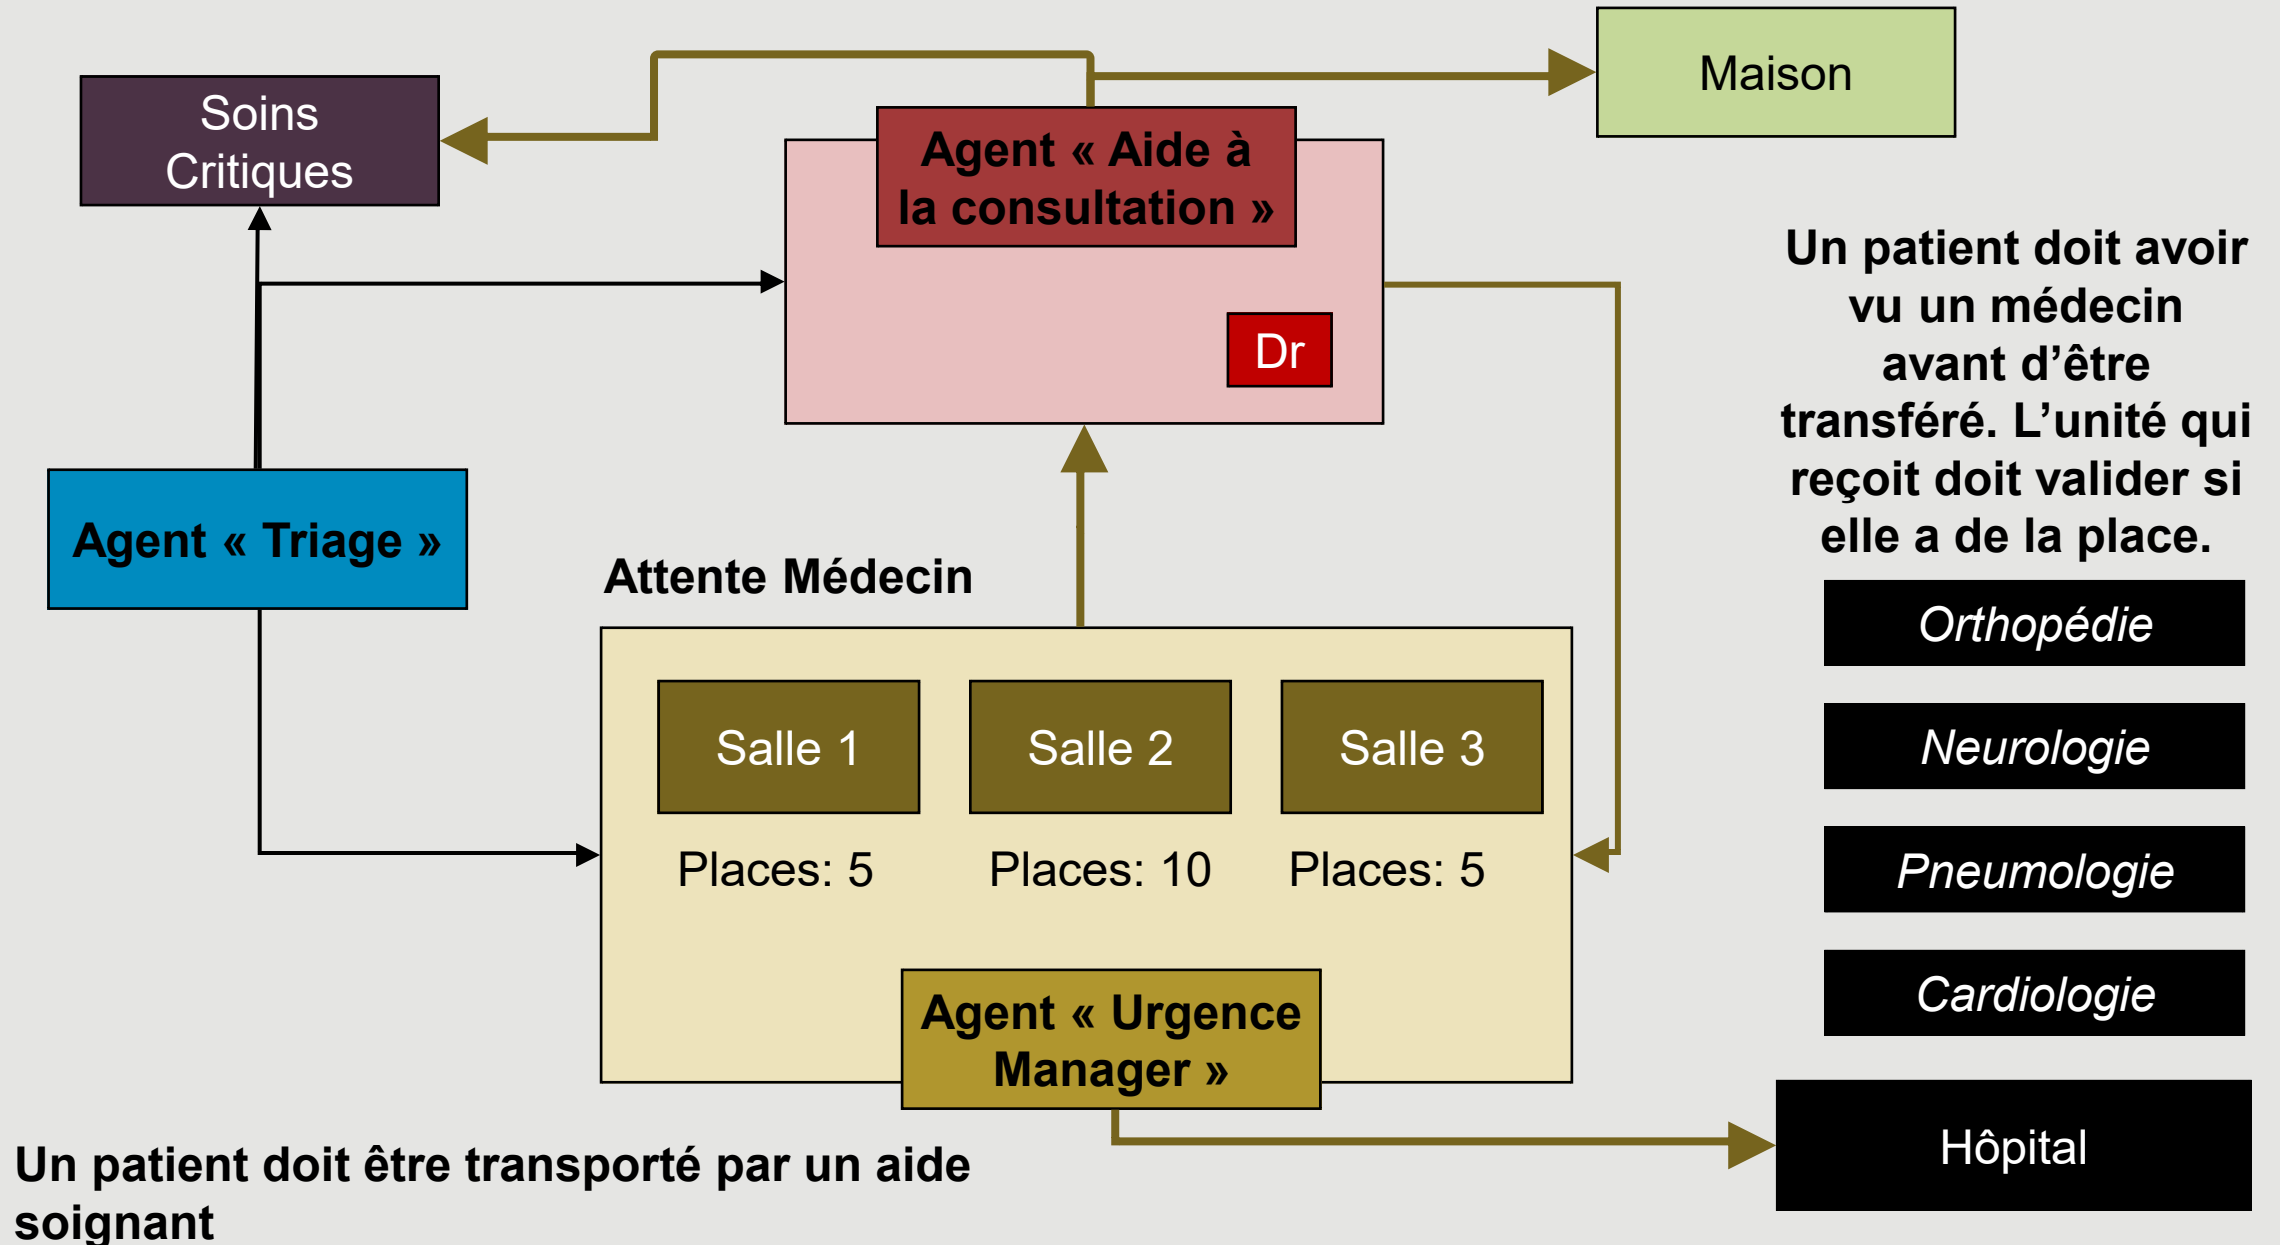 Maison
Soins
Critiques
Agent « Aide à
la consultation »
Dr
Un patient doit avoir
vu un médecin
avant d’être
transféré. L’unité qui
reçoit doit valider si
elle a de la place.
Agent « Triage »
Attente Médecin
Salle 1
Salle 2
Salle 3
Places: 5
Places: 10
Places: 5
Agent « Urgence
Manager »
Orthopédie
Neurologie
Pneumologie
Cardiologie
Hôpital
Un patient doit être transporté par un aide
soignant